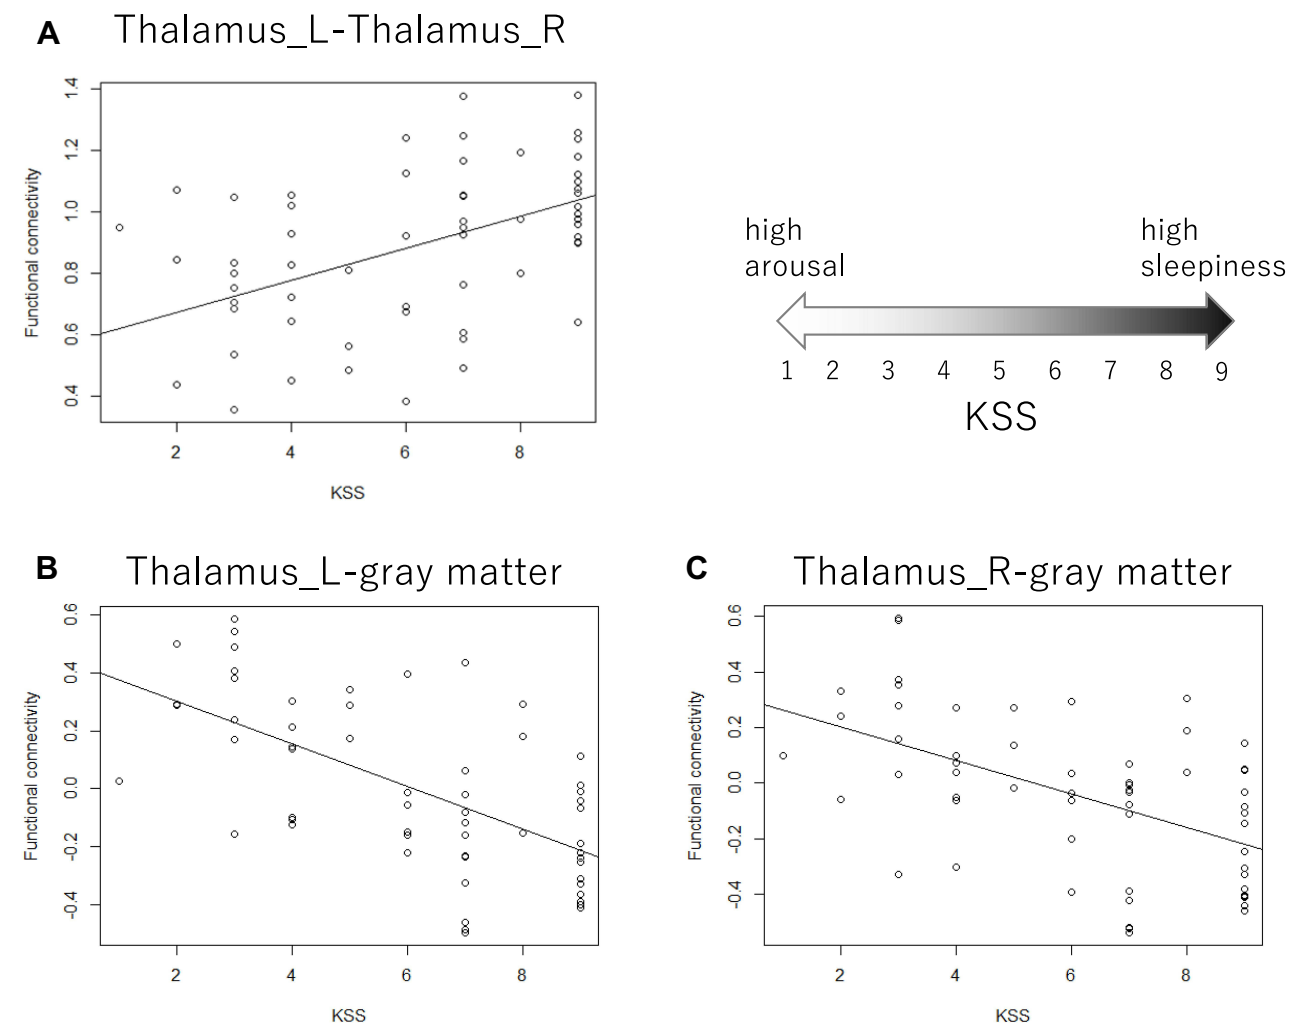 A Thalamus_L-Thalamus_R
Functional connectivity
1.4
1.2
1.0
0.8
0.6
0.4
2 4 6 8
KSS
high arousal
high sleepiness
1 2 3 4 5 6 7 8 9
KSS
B Thalamus_L-gray matter
Functional connectivity
0.6
0.4
0.2
0.0
-0.2
-0.4
2 4 6 8
KSS
C Thalamus_R-gray matter
Functional connectivity
0.6
0.4
0.2
0.0
-0.2
-0.4
2 4 6 8
KSS